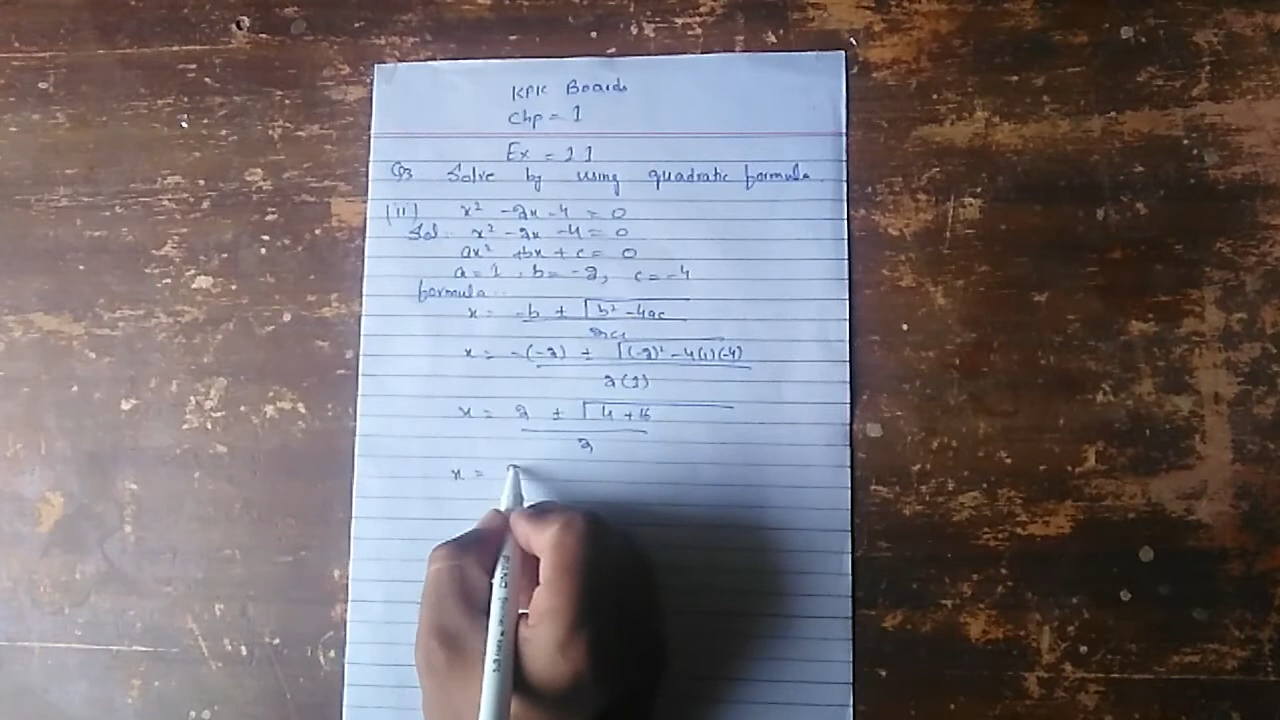 KPK Boards
Chp = 1
Ex = 1 1
Q3 Solve by using quadratic formula.
(ii) x² - 2x - 4 = 0
Sol:- x² - 2x - 4 = 0
ax² + bx + c = 0
a = 1 , b = -2, c = -4
formula :-
x = -b ± √b² - 4ac
2a
x = -(-2) ± √(-2)² - 4(1)(-4)
2(1)
x = 2 ± √4 + 16
2
x =
PIANO